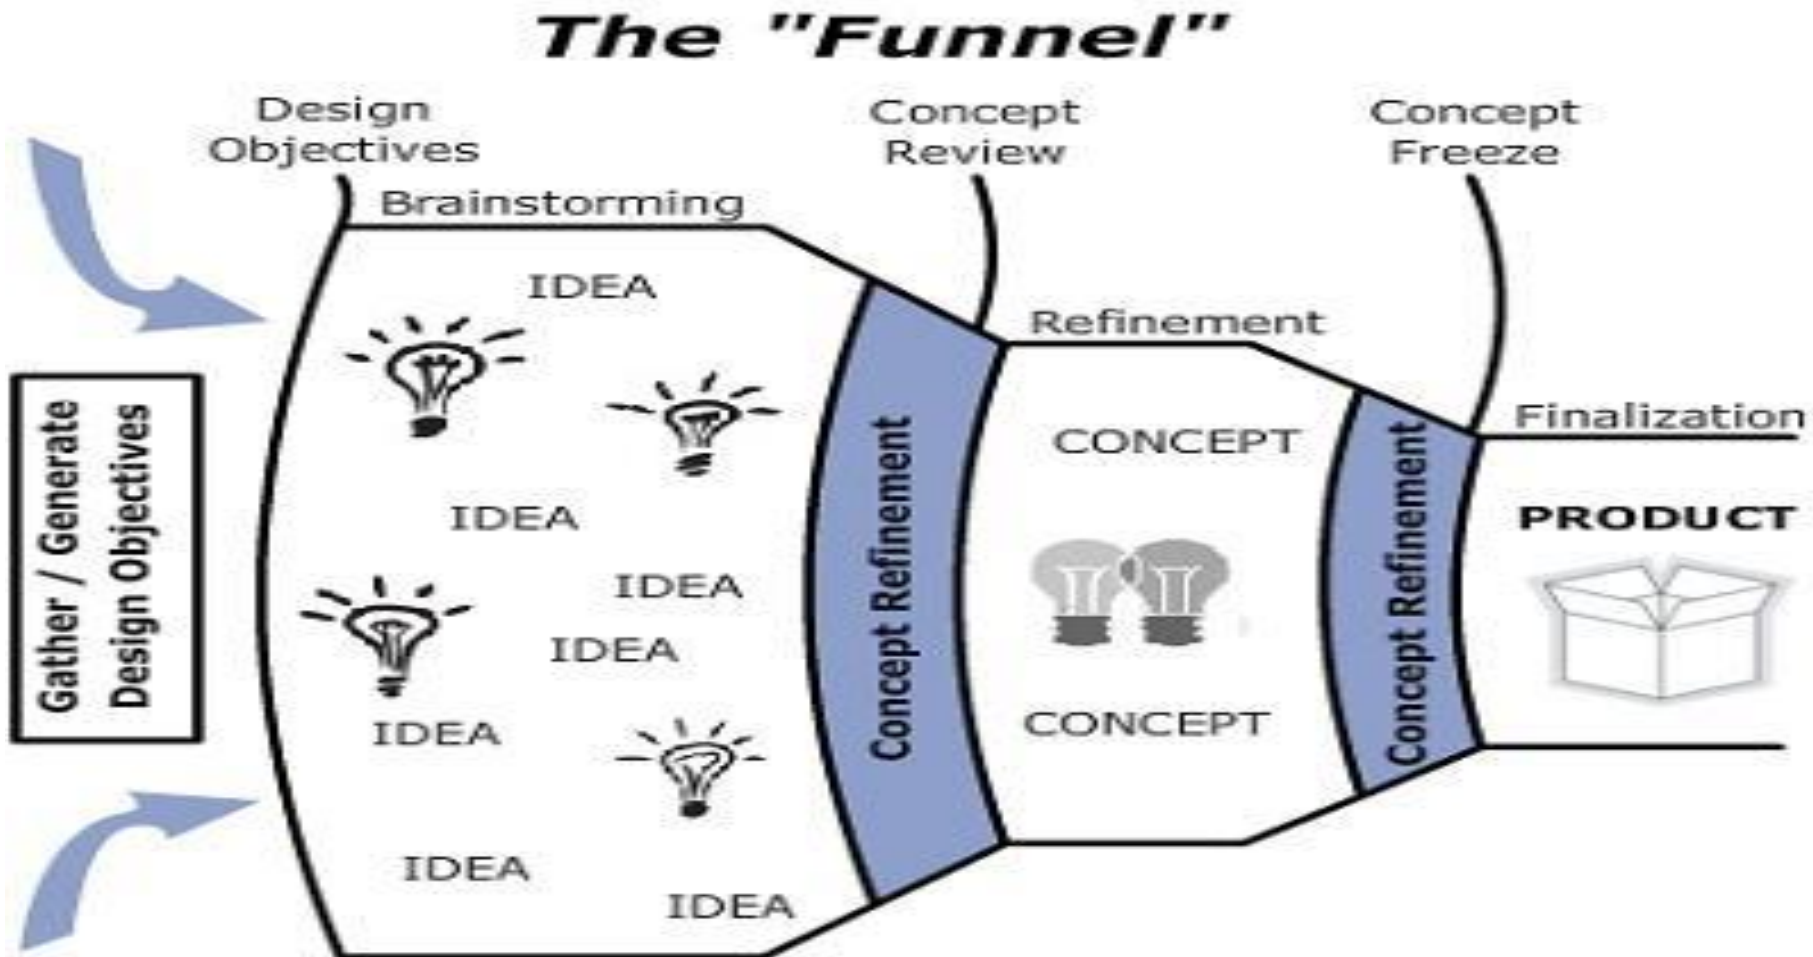 The "Funnel"
Design
Objectives
Concept
Review
Concept
Freeze
Brainstorming
Refinement
Finalization
Gather / Generate
Design Objectives
IDEA
IDEA
IDEA
IDEA
IDEA
IDEA
IDEA
Concept Refinement
CONCEPT
CONCEPT
Concept Refinement
PRODUCT